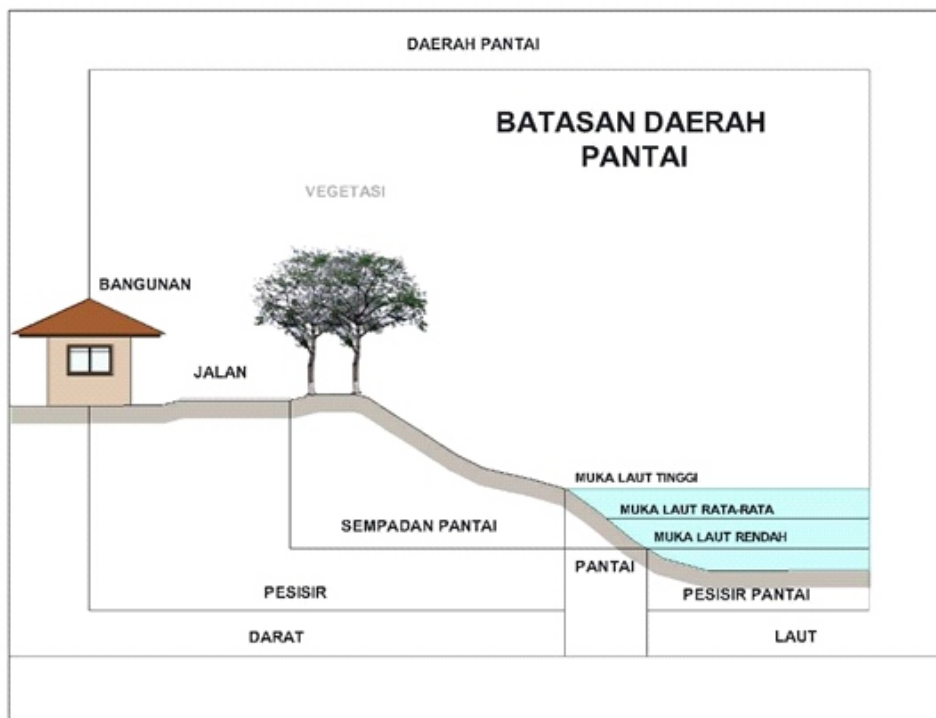 DAERAH PANTAI
BATASAN DAERAH
PANTAI
VEGETASI
BANGUNAN
JALAN
MUKA LAUT TINGGI
MUKA LAUT RATA-RATA
SEMPADAN PANTAI
MUKA LAUT RENDAH
PANTAI
PESISIR
PESISIR PANTAI
DARAT
LAUT